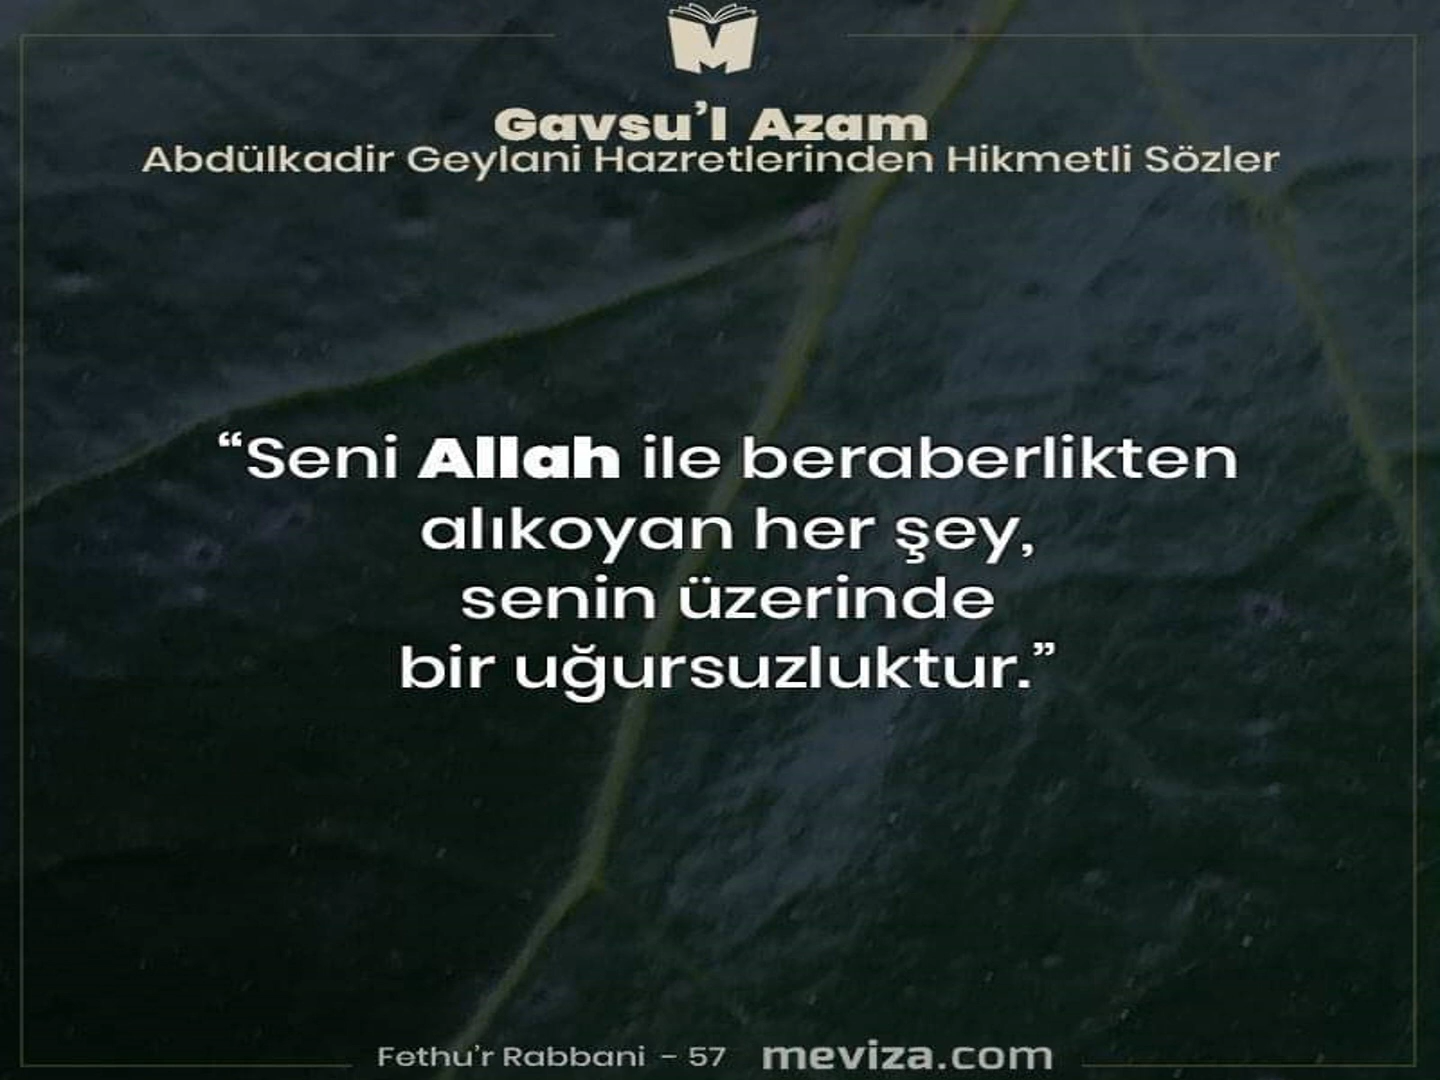 Gavsu'l Azam
Abdülkadir Geylani Hazretlerinden Hikmetli Sözler
“Seni Allah ile beraberlikten
alıkoyan her şey,
senin üzerinde
bir uğursuzluktur.”
Fethu'r Rabbani - 57 meviza.com